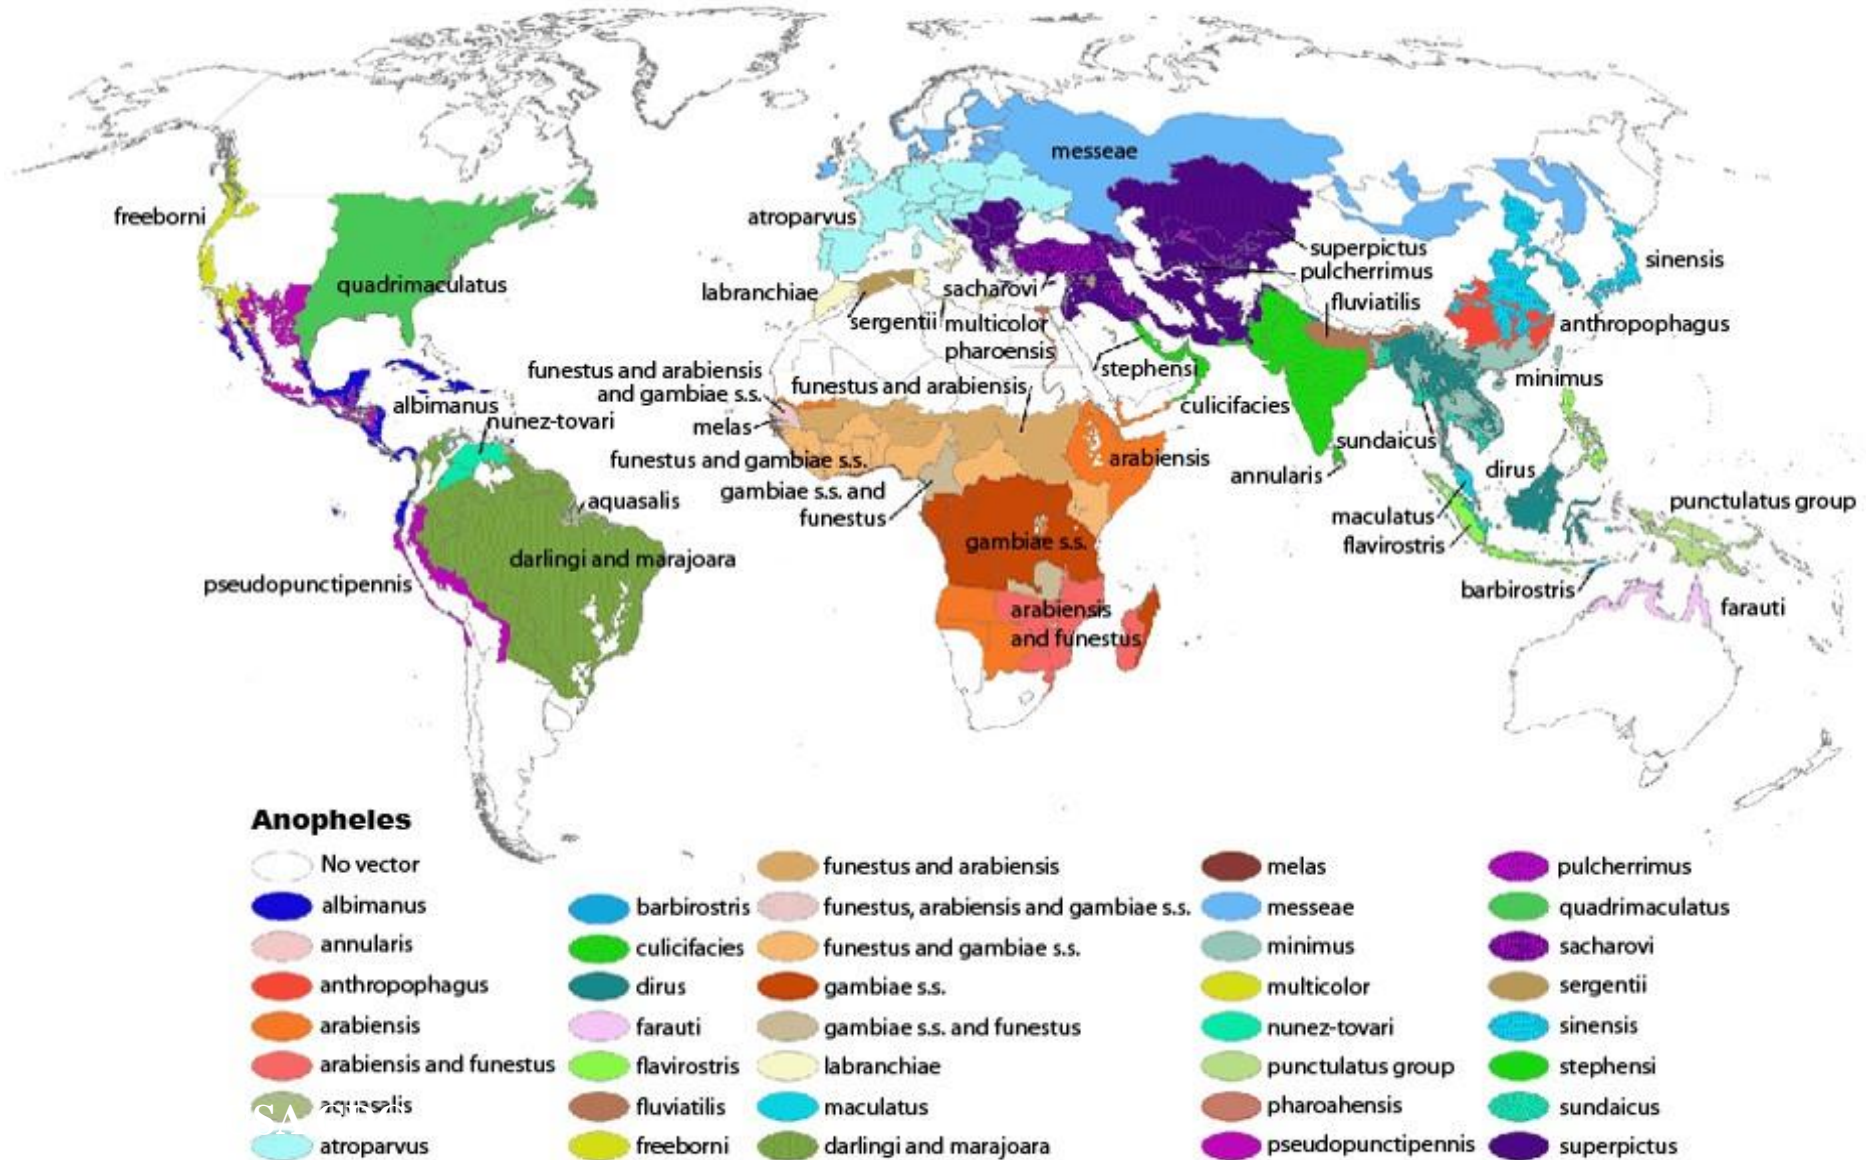 messeae
freeborni
atroparvus
quadrimaculatus
superpictus
pulcherrimus
sinensis
labranchiae
sacharovi
fluviatilis
sergentii
multicolor
pharoensis
anthropophagus
funestus and arabiensis
and gambiae s.s.
funestus and arabiensis
stephensi
minimus
albimanus
nunez-tovari
melas
culicifacies
sundaicus
funestus and gambiae s.s.
arabiensis
annularis
dirus
gambiae s.s. and
funestus
aquasalis
punctulatus group
maculatus
flavirostris
darlingi and marajoara
gambiae s.s.
pseudopunctipennis
barbirostris
arabiensis
and funestus
farauti
Anopheles
No vector
albimanus
annularis
anthropophagus
arabiensis
arabiensis and funestus
aquasalis
atroparvus
barbirostris
culicifacies
dirus
farauti
flavirostris
fluviatilis
freeborni
funestus and arabiensis
funestus, arabiensis and gambiae s.s.
funestus and gambiae s.s.
gambiae s.s.
gambiae s.s. and funestus
labranchiae
maculatus
darlingi and marajoara
melas
messeae
minimus
multicolor
nunez-tovari
punctulatus group
pharoahensis
pseudopunctipennis
pulcherrimus
quadrimaculatus
sacharovi
sergentii
sinensis
stephensi
sundaicus
superpictus